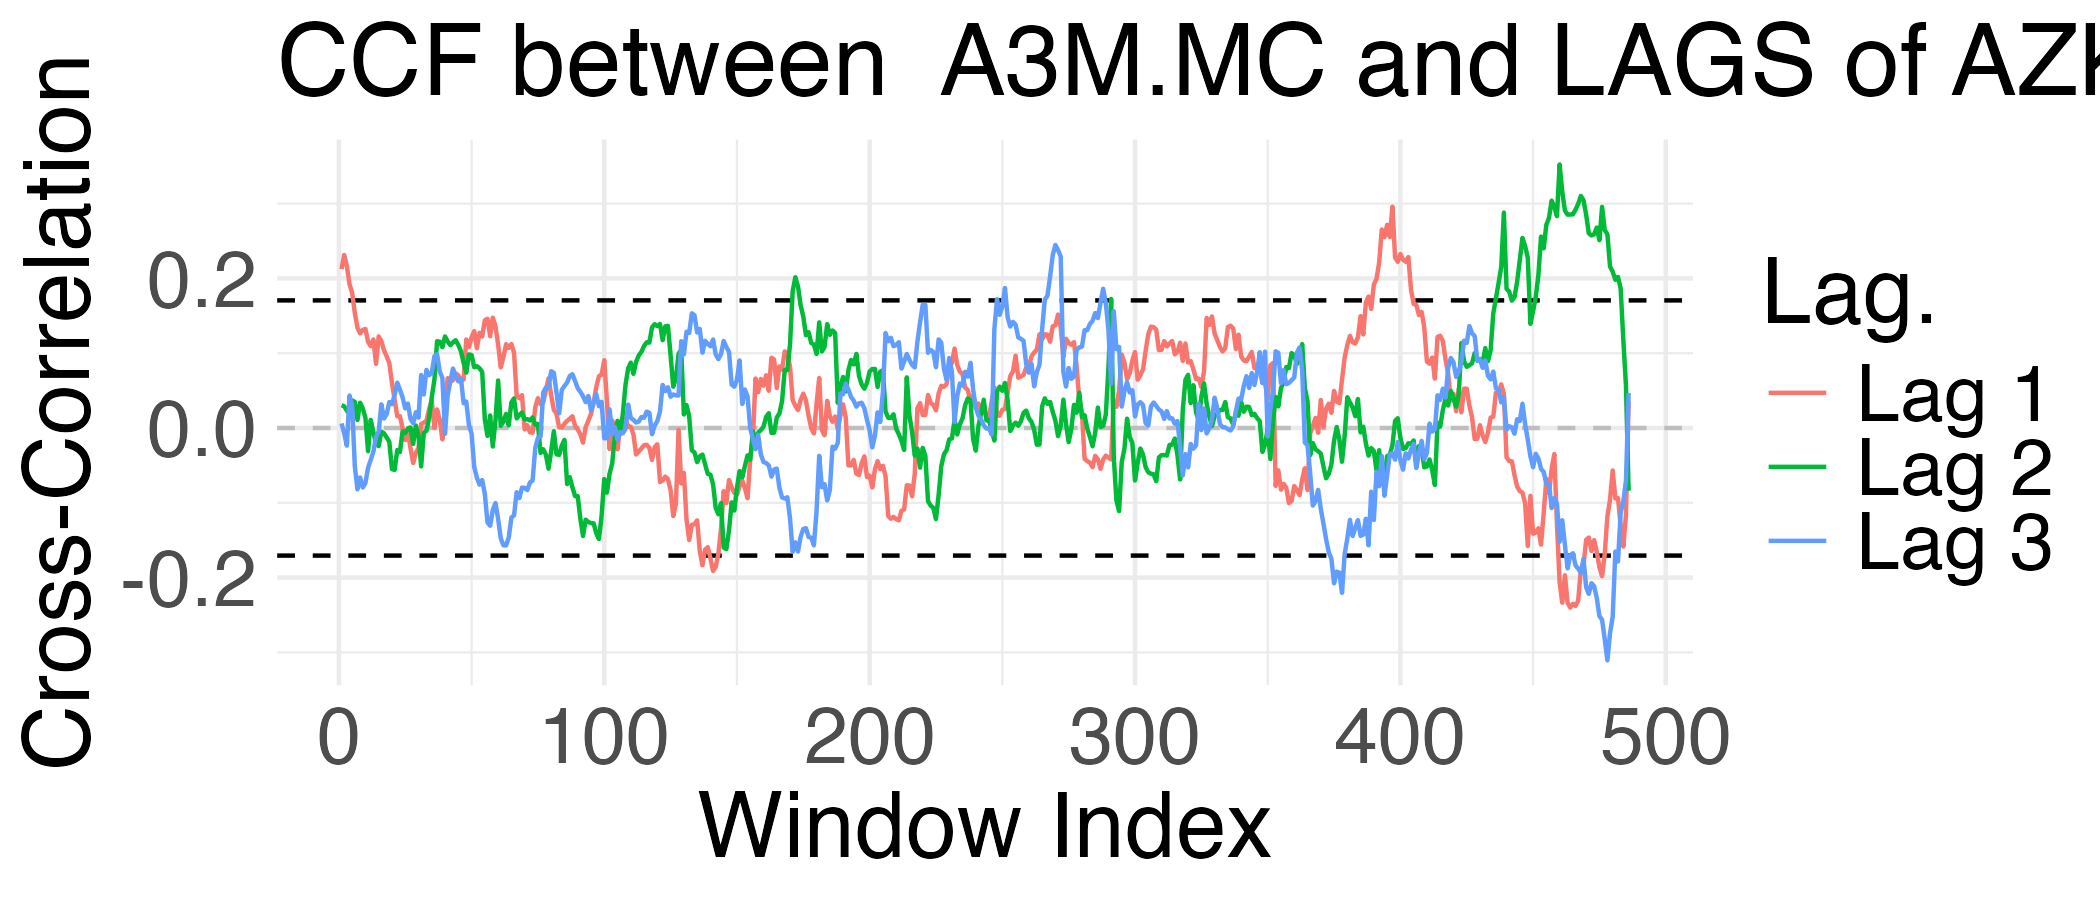 CCF between A3M.MC and LAGS of
Cross-Correlation
0.2
0.0
-0.2
0 100 200 300 400 500
Window Index
Lag.
Lag 1
Lag 2
Lag 3